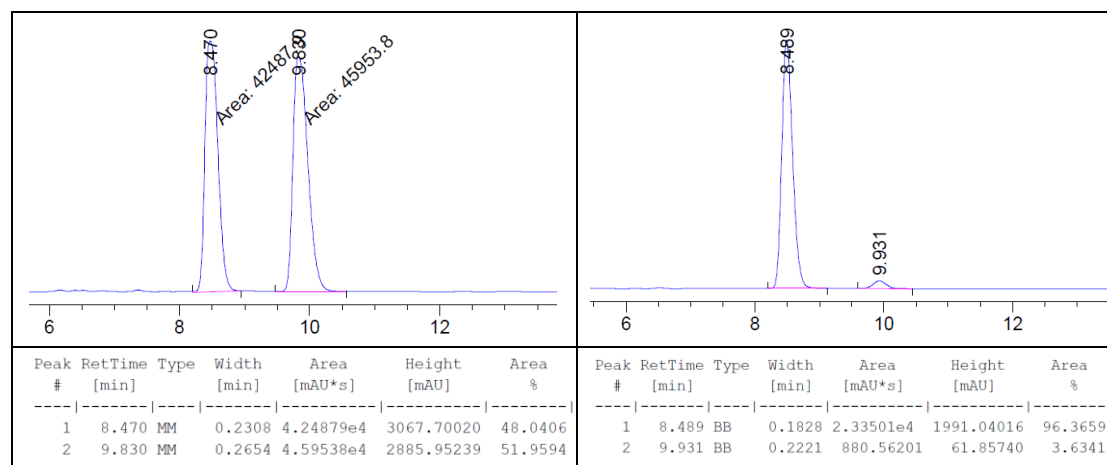 8.470
Area: 42487.9
9.830
Area: 45953.8
6 8 10 12
Peak RetTime Type Width Area Height Area
# [min] [min] [mAU*s] [mAU] %
----|-------|----|-------|----------|----------|--------|
1 8.470 MM 0.2308 4.24879e4 3067.70020 48.0406
2 9.830 MM 0.2654 4.59538e4 2885.95239 51.9594
8.489
9.931
6 8 10 12
Peak RetTime Type Width Area Height Area
# [min] [min] [mAU*s] [mAU] %
----|-------|----|-------|----------|----------|--------|
1 8.489 BB 0.1828 2.33501e4 1991.04016 96.3659
2 9.931 BB 0.2221 880.56201 61.85740 3.6341